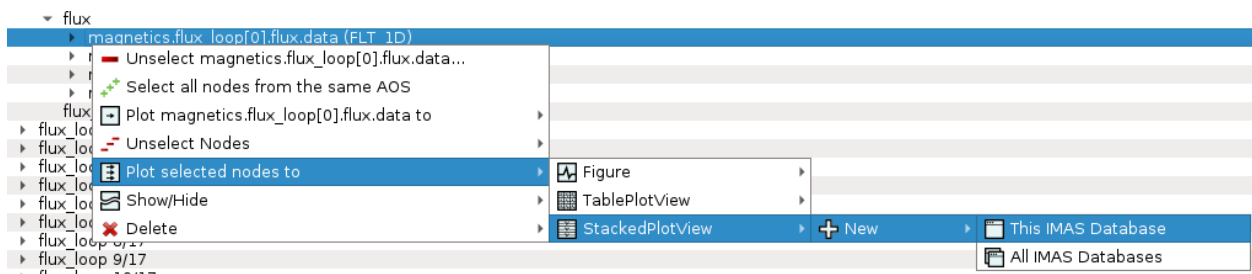 flux
magnetics.flux_loop[0].flux.data (FLT_1D)
Unselect magnetics.flux_loop[0].flux.data...
Select all nodes from the same AOS
flux
Plot magnetics.flux_loop[0].flux.data to
Unselect Nodes
Plot selected nodes to
Figure
Show/Hide
TablePlotView
Delete
StackedPlotView
New
This IMAS Database
All IMAS Databases
flux_loop 9/17